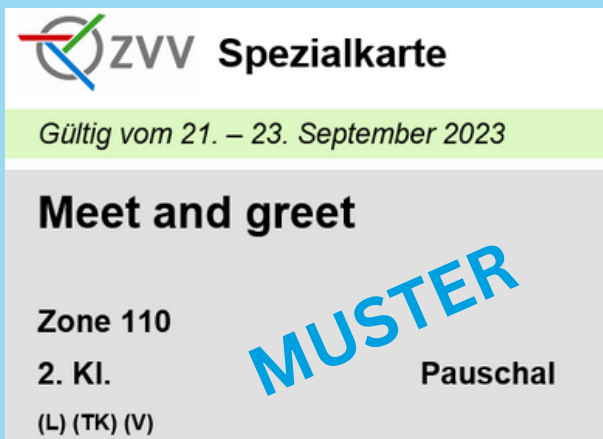 ZVV Spezialkarte
Gültig vom 21. – 23. September 2023
Meet and greet
MUSTER
Zone 110
2. Kl. Pauschal
(L) (TK) (V)